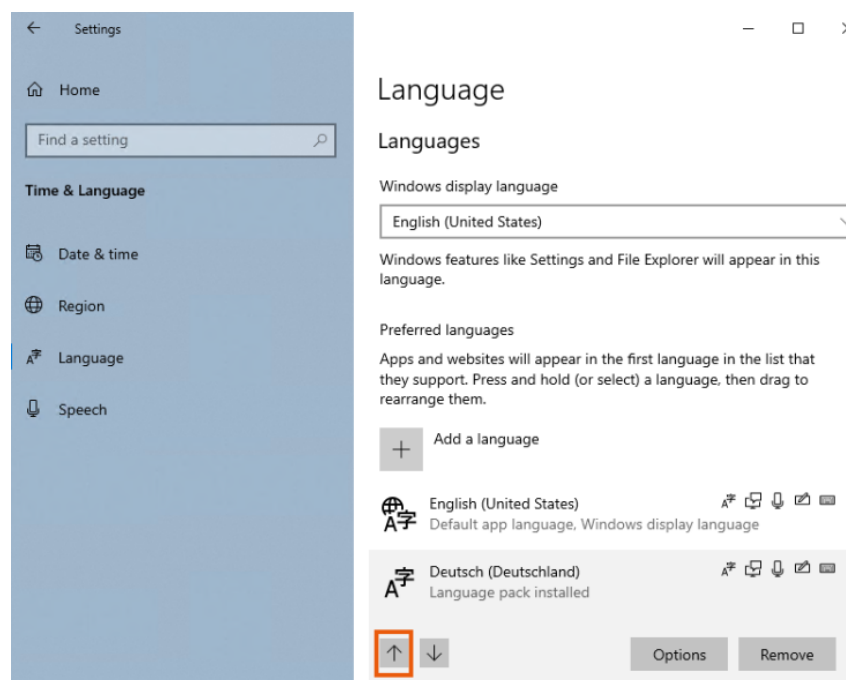 Settings
Home
Find a setting
Time & Language
Date & time
Region
Language
Speech
Language
Languages
Windows display language
English (United States)
Windows features like Settings and File Explorer will appear in this
language.
Preferred languages
Apps and websites will appear in the first language in the list that
they support. Press and hold (or select) a language, then drag to
rearrange them.
Add a language
English (United States)
Default app language, Windows display language
Deutsch (Deutschland)
Language pack installed
Options
Remove